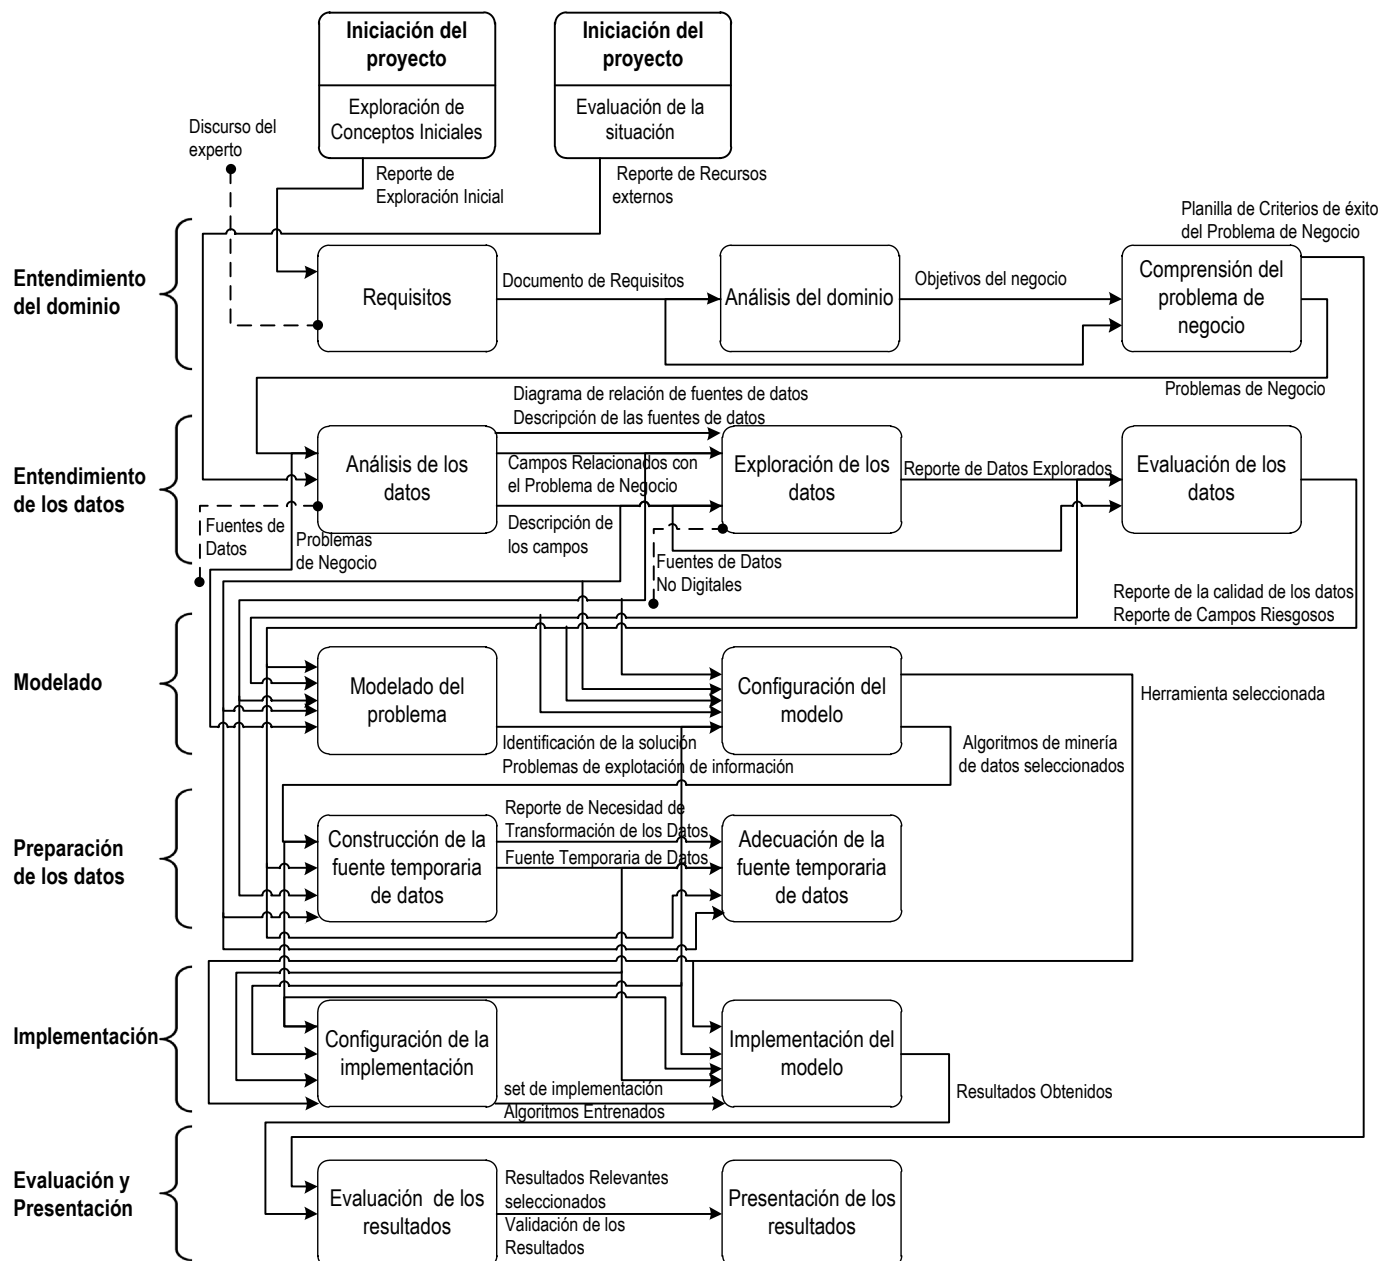 Iniciación del
proyecto
Exploración de
Conceptos Iniciales
Iniciación del
proyecto
Evaluación de la
situación
Discurso del
experto
Reporte de
Exploración Inicial
Reporte de Recursos
externos
Planilla de Criterios de éxito
del Problema de Negocio
Entendimiento
del dominio
Requisitos
Documento de Requisitos
Análisis del dominio
Objetivos del negocio
Comprensión del
problema de
negocio
Problemas de Negocio
Diagrama de relación de fuentes de datos
Descripción de las fuentes de datos
Entendimiento
de los datos
Análisis de los
datos
Campos Relacionados con
el Problema de Negocio
Exploración de los
datos
Reporte de Datos Explorados
Evaluación de los
datos
Fuentes de
Datos
Problemas
de Negocio
Descripción de
los campos
Fuentes de Datos
No Digitales
Reporte de la calidad de los datos
Reporte de Campos Riesgosos
Modelado
Modelado del
problema
Configuración del
modelo
Herramienta seleccionada
Identificación de la solución
Problemas de explotación de información
Algoritmos de minería
de datos seleccionados
Preparación
de los datos
Construcción de la
fuente temporaria
de datos
Reporte de Necesidad de
Transformación de los Datos
Fuente Temporaria de Datos
Adecuación de la
fuente temporaria
de datos
Implementación
Configuración de la
implementación
set de implementación
Algoritmos Entrenados
Implementación del
modelo
Resultados Obtenidos
Evaluación y
Presentación
Evaluación de los
resultados
Resultados Relevantes
seleccionados
Validación de los
Resultados
Presentación de los
resultados